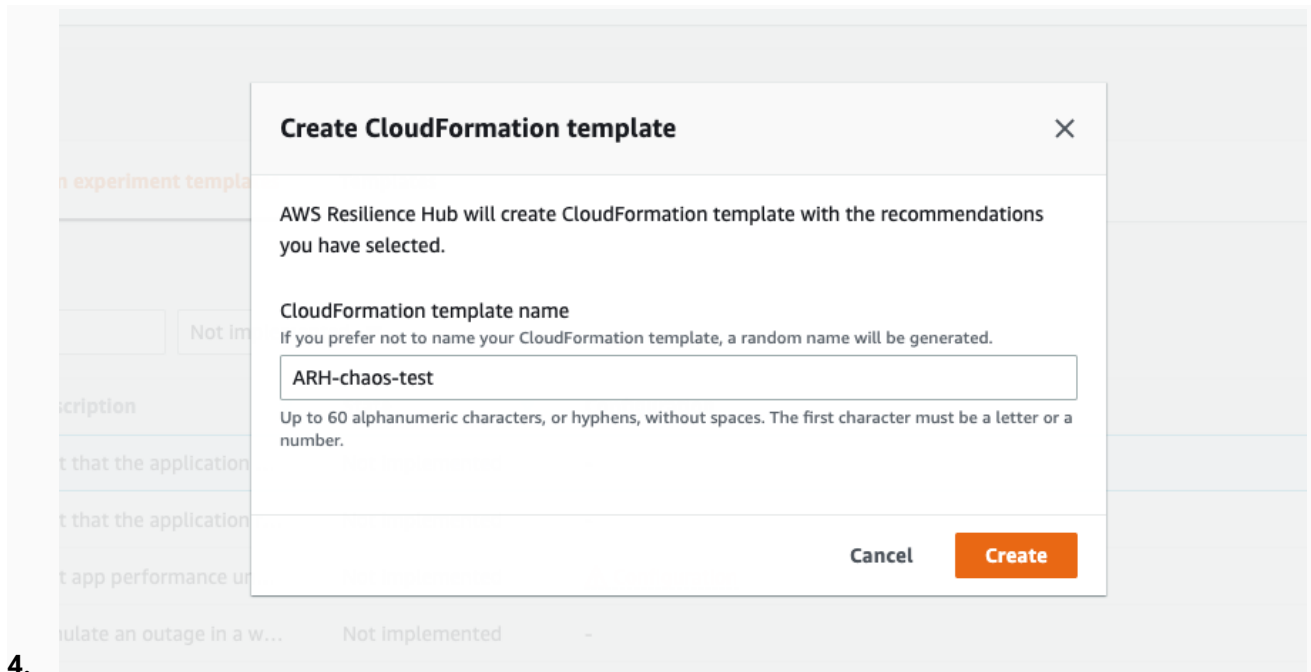 Create CloudFormation template
n experiment templa
AWS Resilience Hub will create CloudFormation template with the recommendations
you have selected.
CloudFormation template name
If you prefer not to name your CloudFormation template, a random name will be generated.
Not im
ARH-chaos-test
scription
Up to 60 alphanumeric characters, or hyphens, without spaces. The first character must be a letter or a
number.
t that the application
t that the application
Cancel
Create
t app performance ur
ulate an outage in a w... Not implemented -
4.